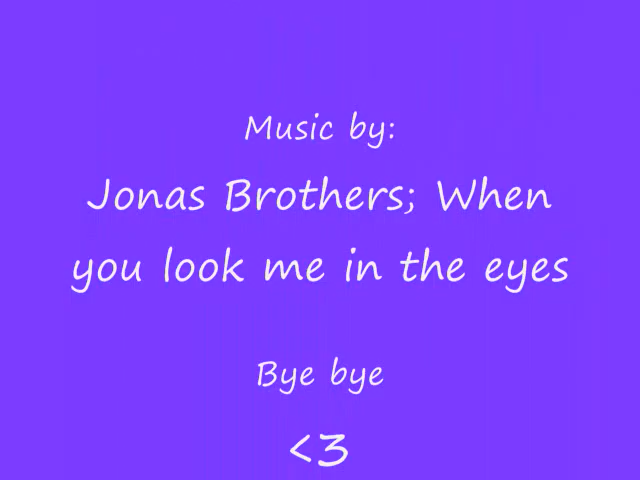 Music by:
Jonas Brothers; When
you look me in the eyes
Bye bye
<3